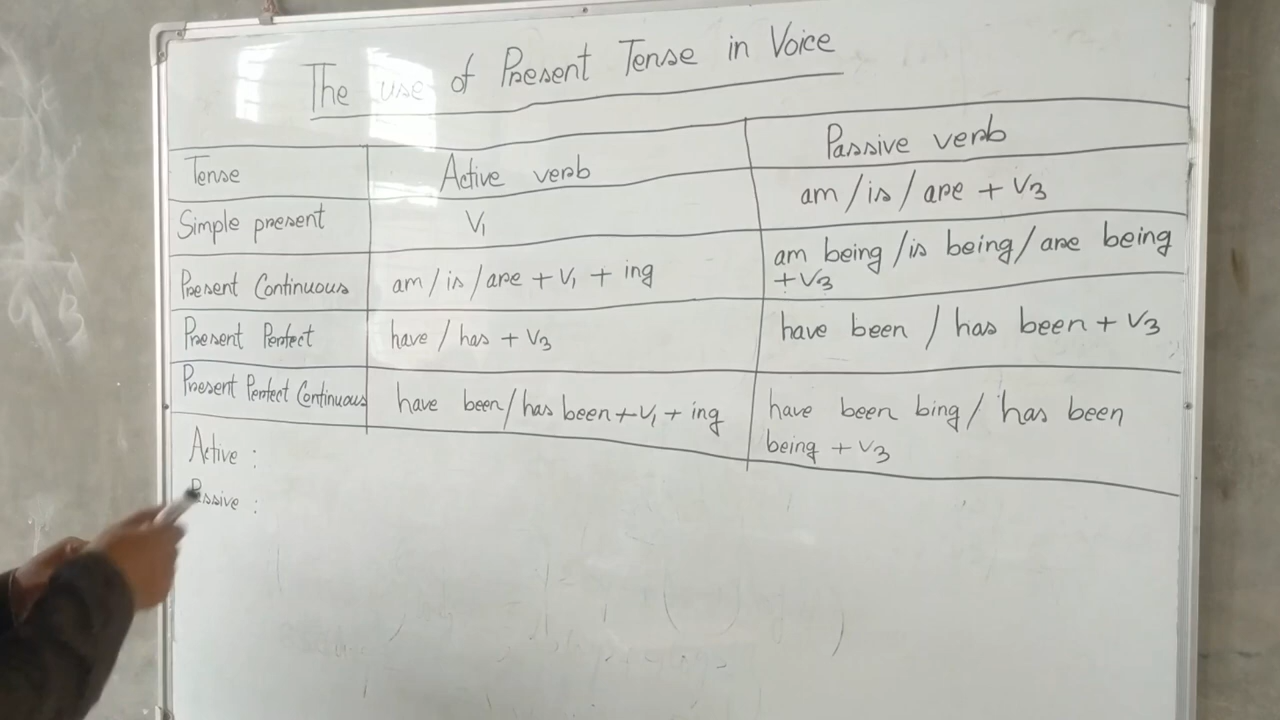 The use of Present Tense in Voice
Tense Active verb Passive verb
Simple present V1 am / is / are + V3
Present Continuous am / is / are + V1 + ing am being / is being / are being
+ V3
Present Perfect have / has + V3 have been / has been + V3
Present Perfect Continuous have been / has been + V1 + ing have been bing / has been
being + V3
Active :
Passive :